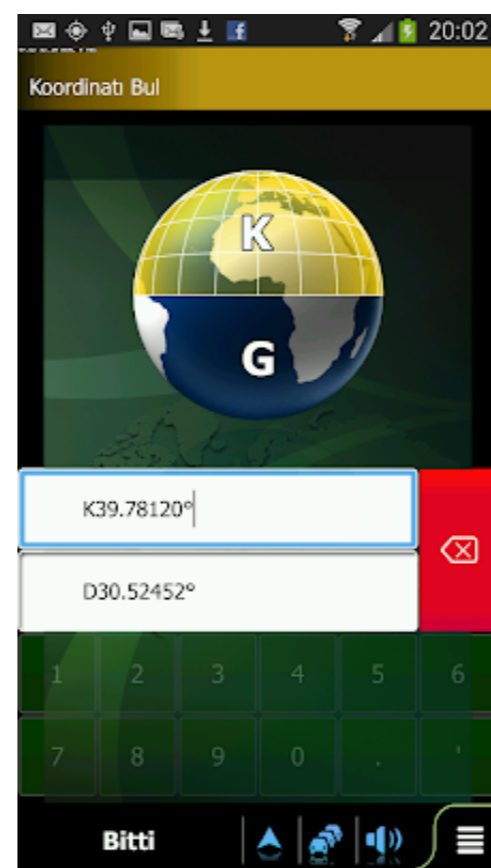 20:02
Koordinatı Bul
K
G
K39.78120°
D30.52452°
1 2 3 4 5 6
7 8 9 0 . '
Bitti